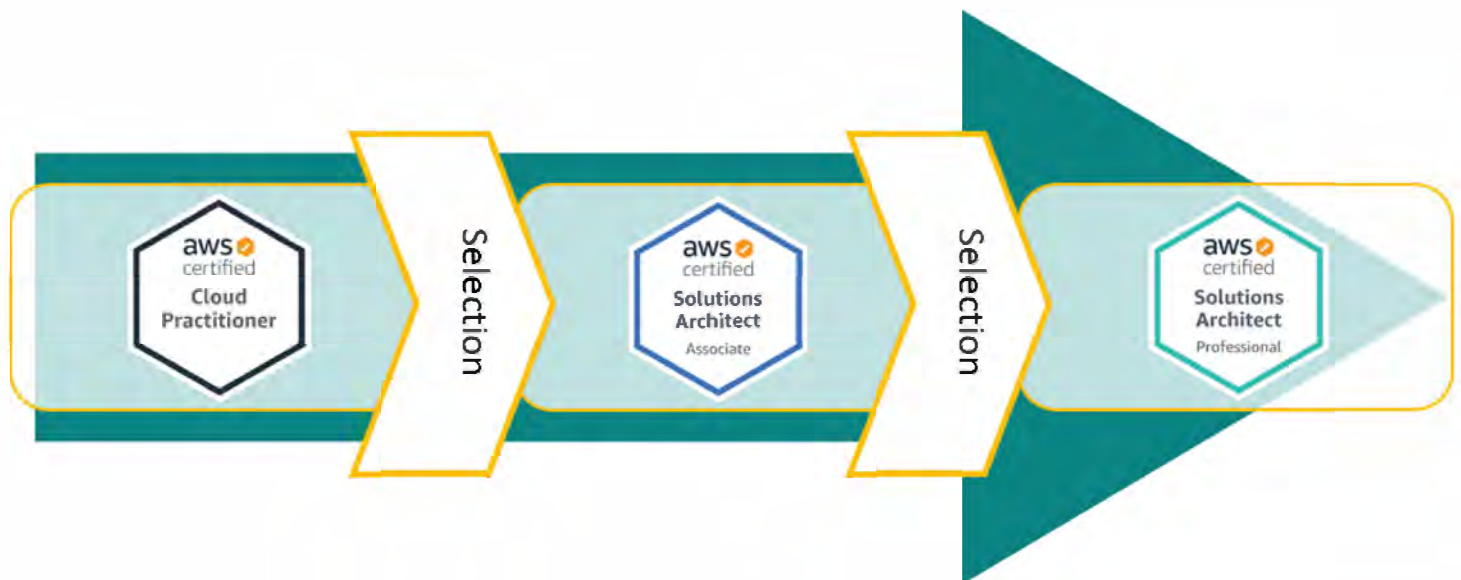 aws
certified
Cloud
Practitioner
Selection
aws
certified
Solutions
Architect
Associate
Selection
aws
certified
Solutions
Architect
Professional